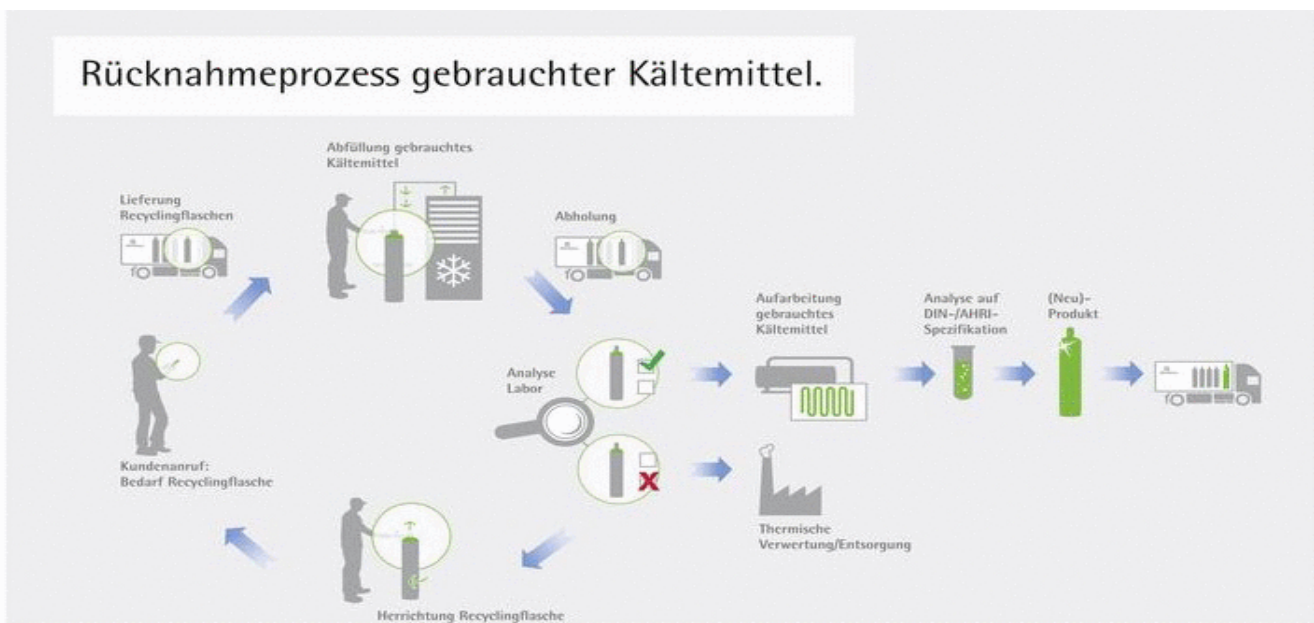 Rücknahmeprozess gebrauchter Kältemittel.
Abfüllung gebrauchtes
Kältemittel
Lieferung
Recyclingflaschen
Abholung
Aufarbeitung
gebrauchtes
Kältemittel
Analyse auf
DIN-/AHRI-
Spezifikation
(Neu)-
Produkt
Analyse
Labor
Kundenanruf:
Bedarf Recyclingflasche
Thermische
Verwertung/Entsorgung
Herrichtung Recyclingflasche